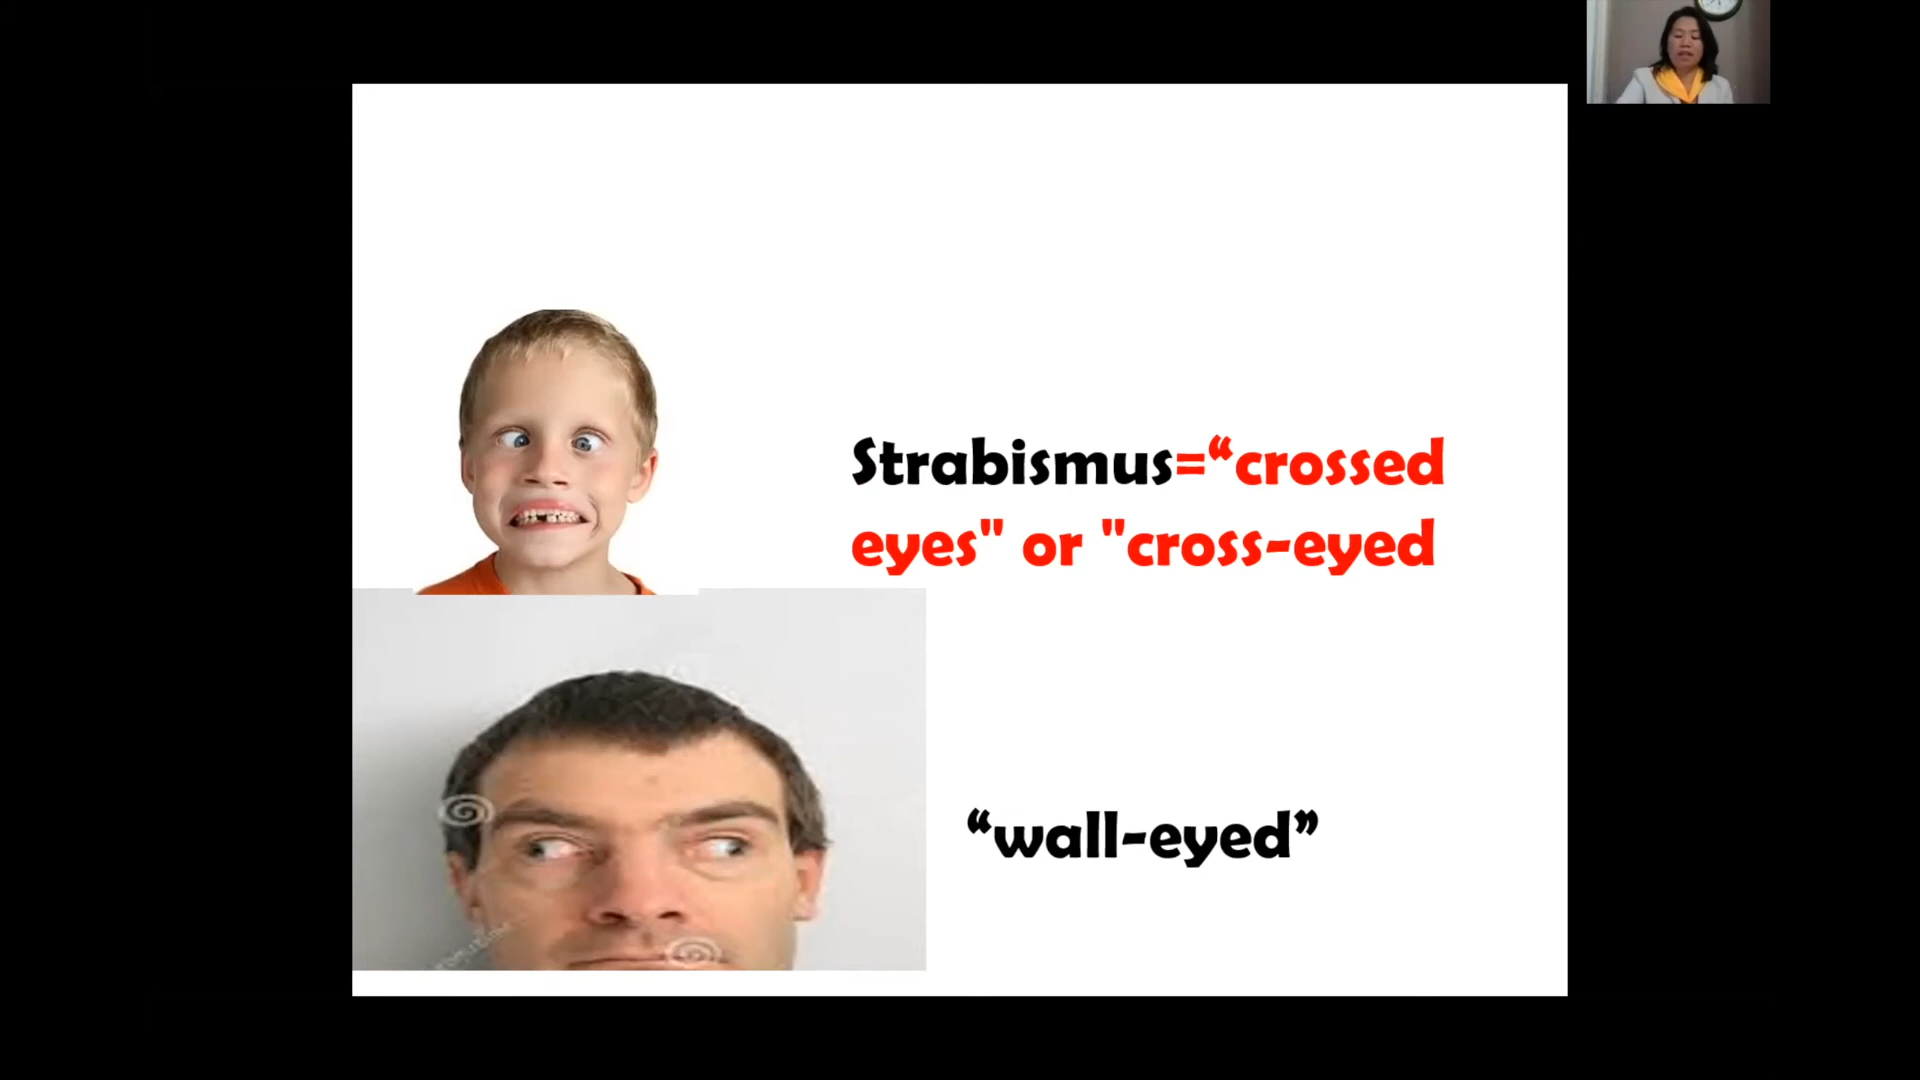 Strabismus=“crossed
eyes" or "cross-eyed
“wall-eyed”